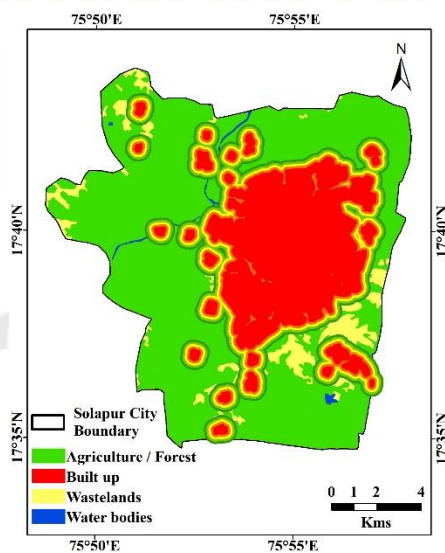 75°50'E 75°55'E
N
17°40'N 17°40'N
17°35'N 17°35'N
Solapur City
Boundary
Agriculture / Forest
Built up
Wastelands
Water bodies
0 1 2 4
Kms
75°50'E 75°55'E